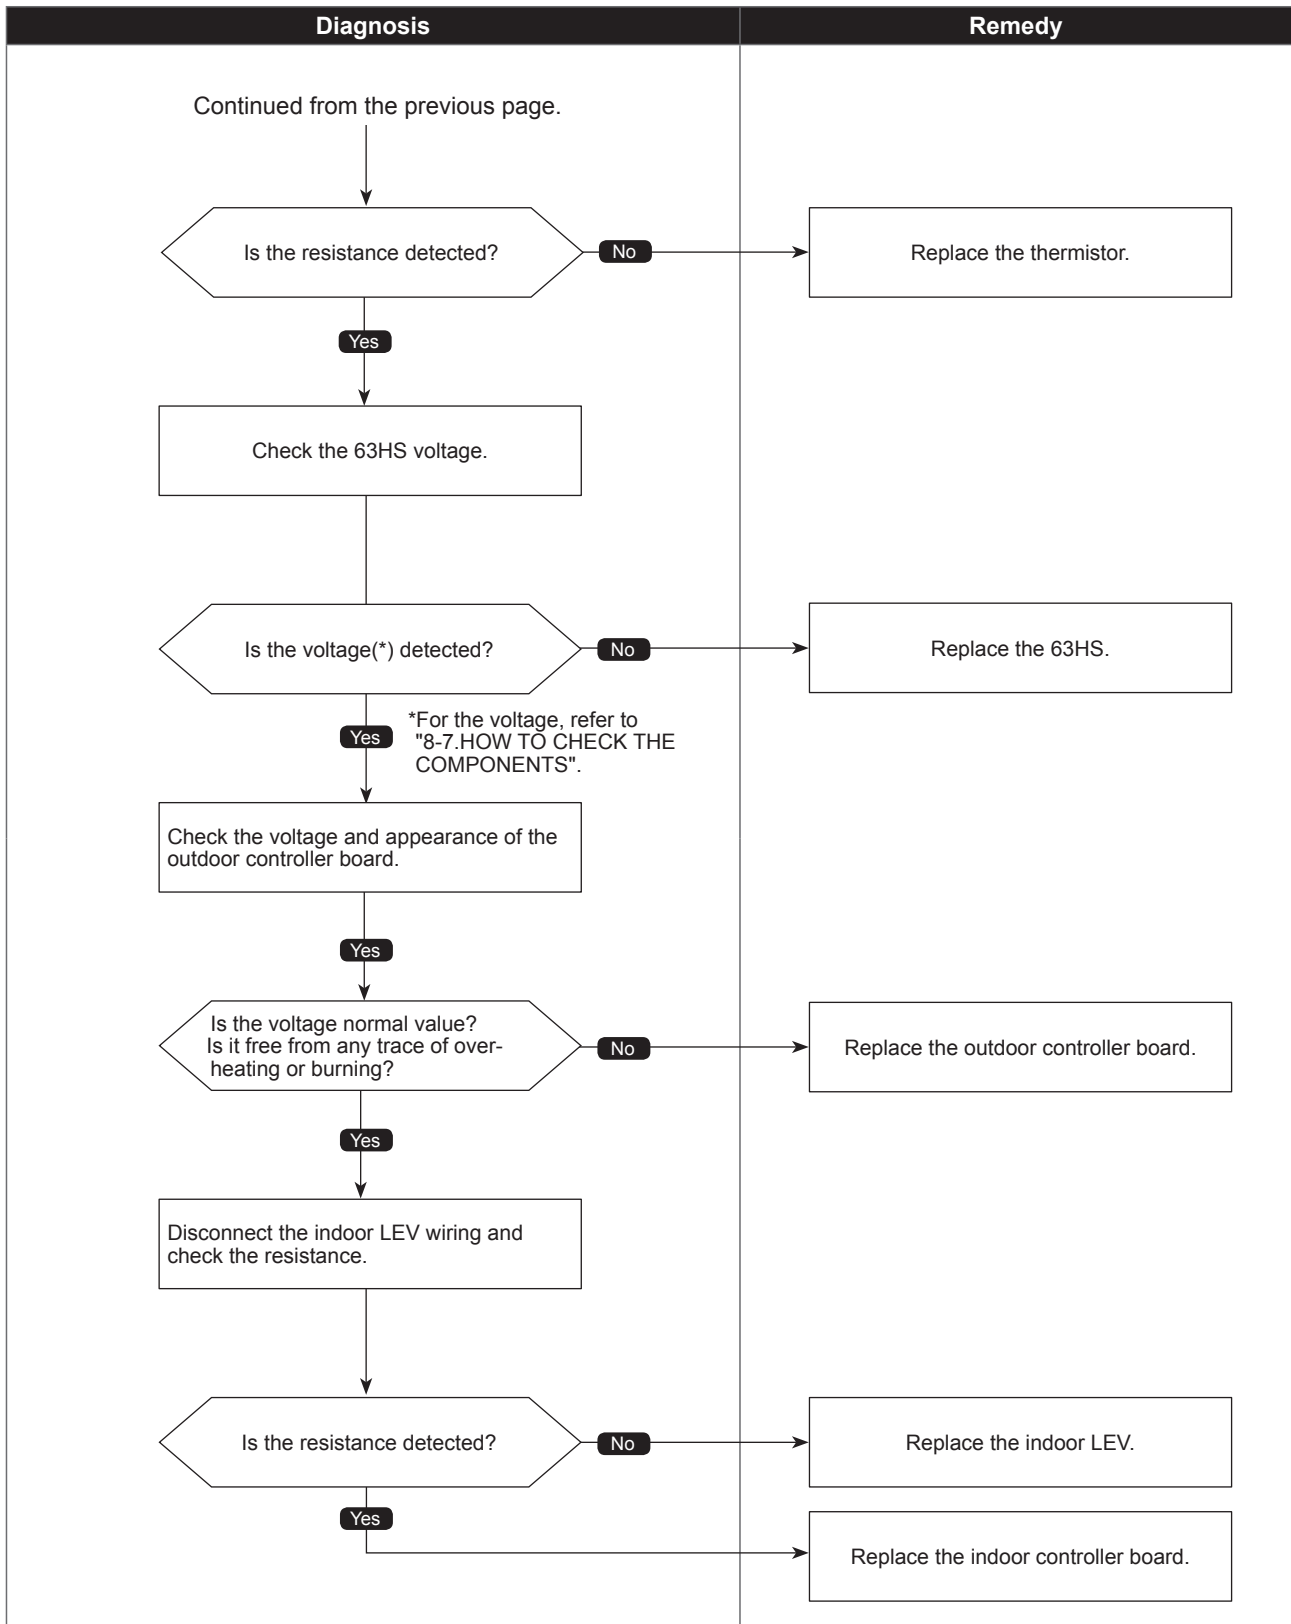 Diagnosis
Remedy
Continued from the previous page.
Is the resistance detected?
No
Replace the thermistor.
Yes
Check the 63HS voltage.
Is the voltage(*) detected?
No
Replace the 63HS.
Yes
*For the voltage, refer to
"8-7.HOW TO CHECK THE
COMPONENTS".
Check the voltage and appearance of the
outdoor controller board.
Yes
Is the voltage normal value?
Is it free from any trace of over-
heating or burning?
No
Replace the outdoor controller board.
Yes
Disconnect the indoor LEV wiring and
check the resistance.
Is the resistance detected?
No
Replace the indoor LEV.
Yes
Replace the indoor controller board.